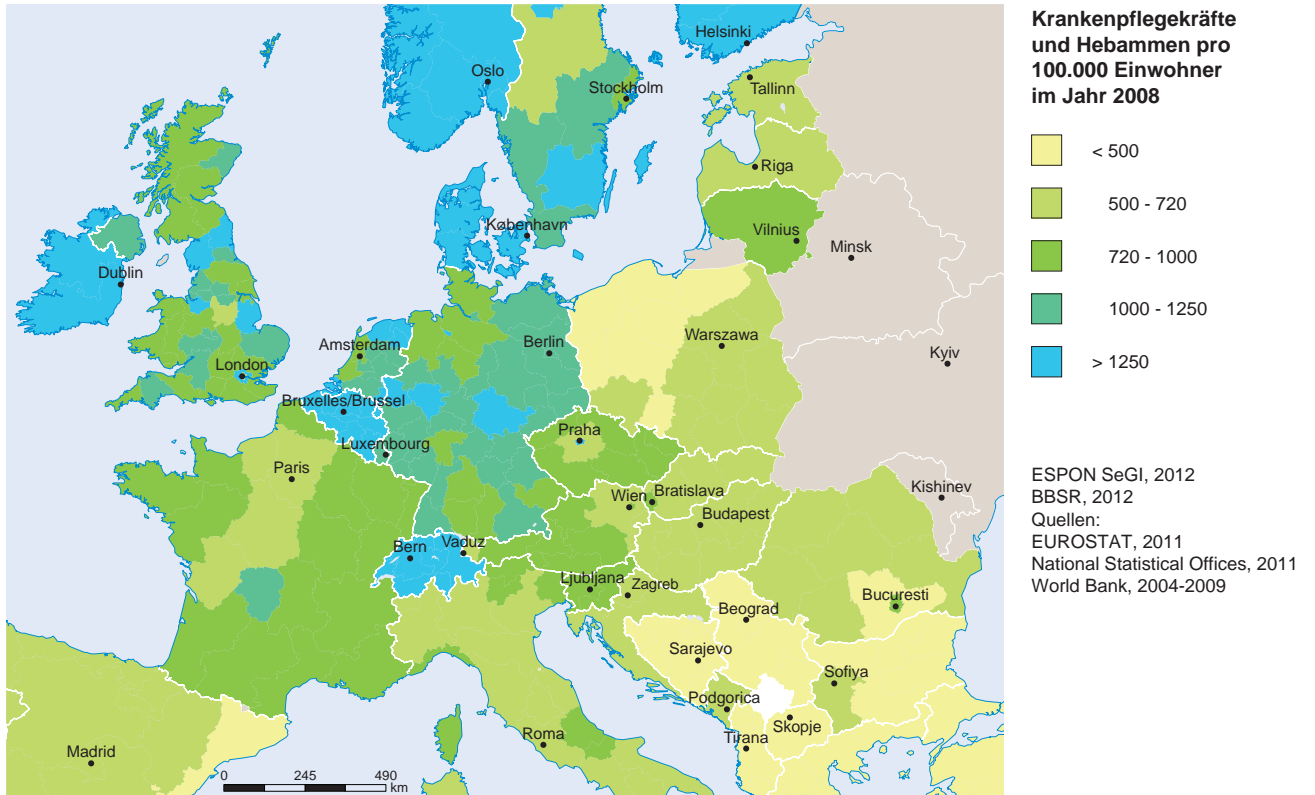 Krankenpflegekräfte
und Hebammen pro
100.000 Einwohner
im Jahr 2008
< 500
500 - 720
720 - 1000
1000 - 1250
> 1250
ESPON SeGI, 2012
BBSR, 2012
Quellen:
EUROSTAT, 2011
National Statistical Offices, 2011
World Bank, 2004-2009
Helsinki
Oslo
Stockholm
Tallinn
Riga
København
Vilnius
Minsk
Dublin
Amsterdam
Berlin
Warszawa
London
Kyiv
Bruxelles/Brussel
Praha
Luxembourg
Paris
Kishinev
Wien
Bratislava
Budapest
Bern
Vaduz
Ljubljana
Zagreb
Bucuresti
Beograd
Sarajevo
Sofiya
Podgorica
Skopje
Roma
Tirana
Madrid
0 245 490
km